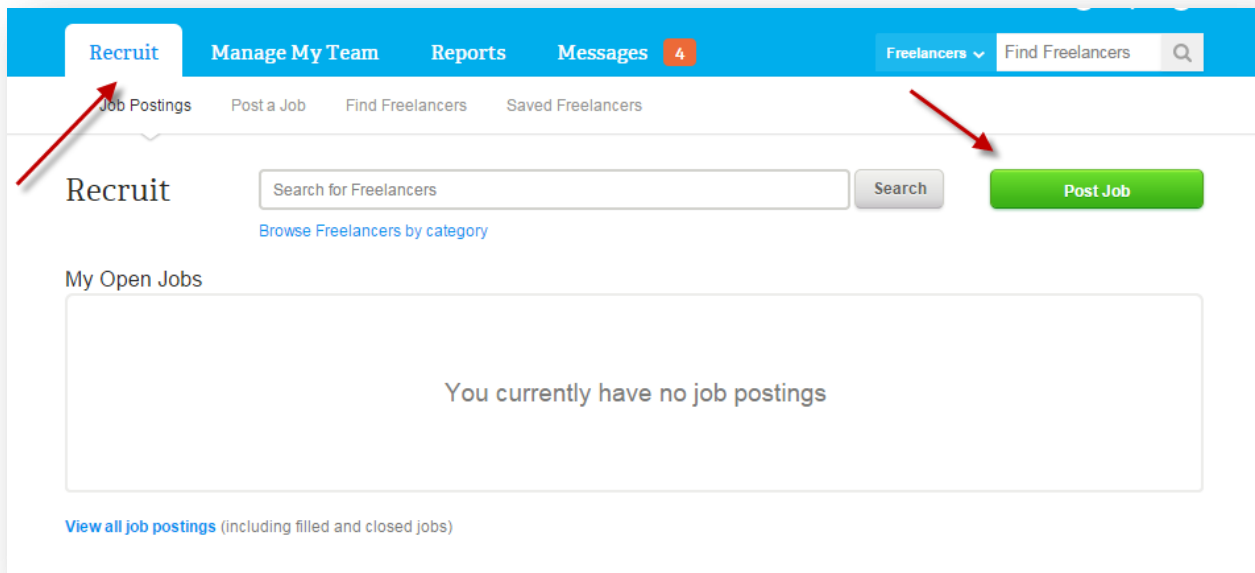 Recruit Manage My Team Reports Messages 4 Freelancers Find Freelancers
Job Postings Post a Job Find Freelancers Saved Freelancers
Recruit Search for Freelancers Search Post Job
Browse Freelancers by category
My Open Jobs
You currently have no job postings
View all job postings (including filled and closed jobs)